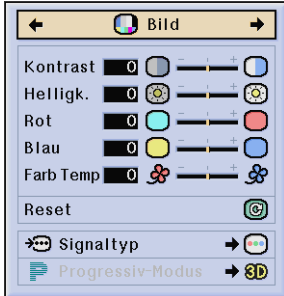 Bild
Kontrast 0
Helligk. 0
Rot 0
Blau 0
Farb Temp 0
Reset
Signaltyp
Progressiv-Modus 3D